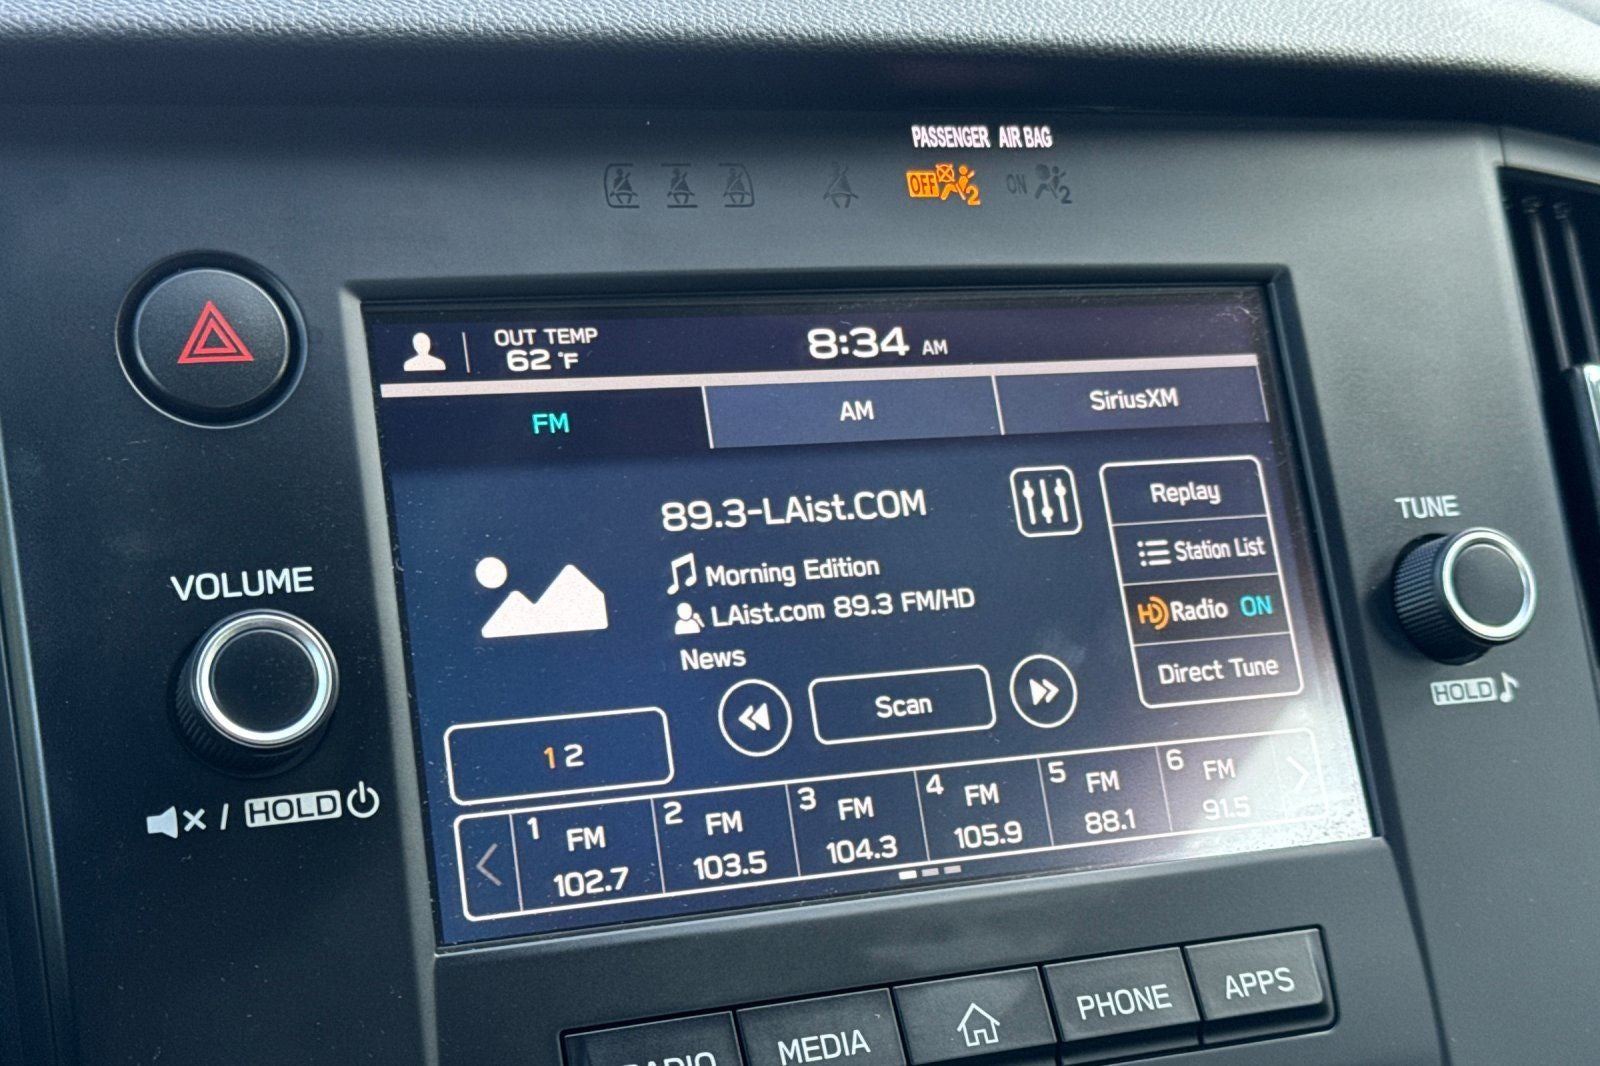 PASSENGER AIR BAG
OFF 2 ON 2
OUT TEMP
62 °F
8:34 AM
FM
AM
SiriusXM
89.3-LAist.COM
Morning Edition
LAist.com 89.3 FM/HD
News
Replay
Station List
HD Radio ON
Direct Tune
Scan
1 2
1 FM 102.7
2 FM 103.5
3 FM 104.3
4 FM 105.9
5 FM 88.1
6 FM 91.5
VOLUME
/ HOLD
TUNE
HOLD
RADIO
MEDIA
PHONE
APPS